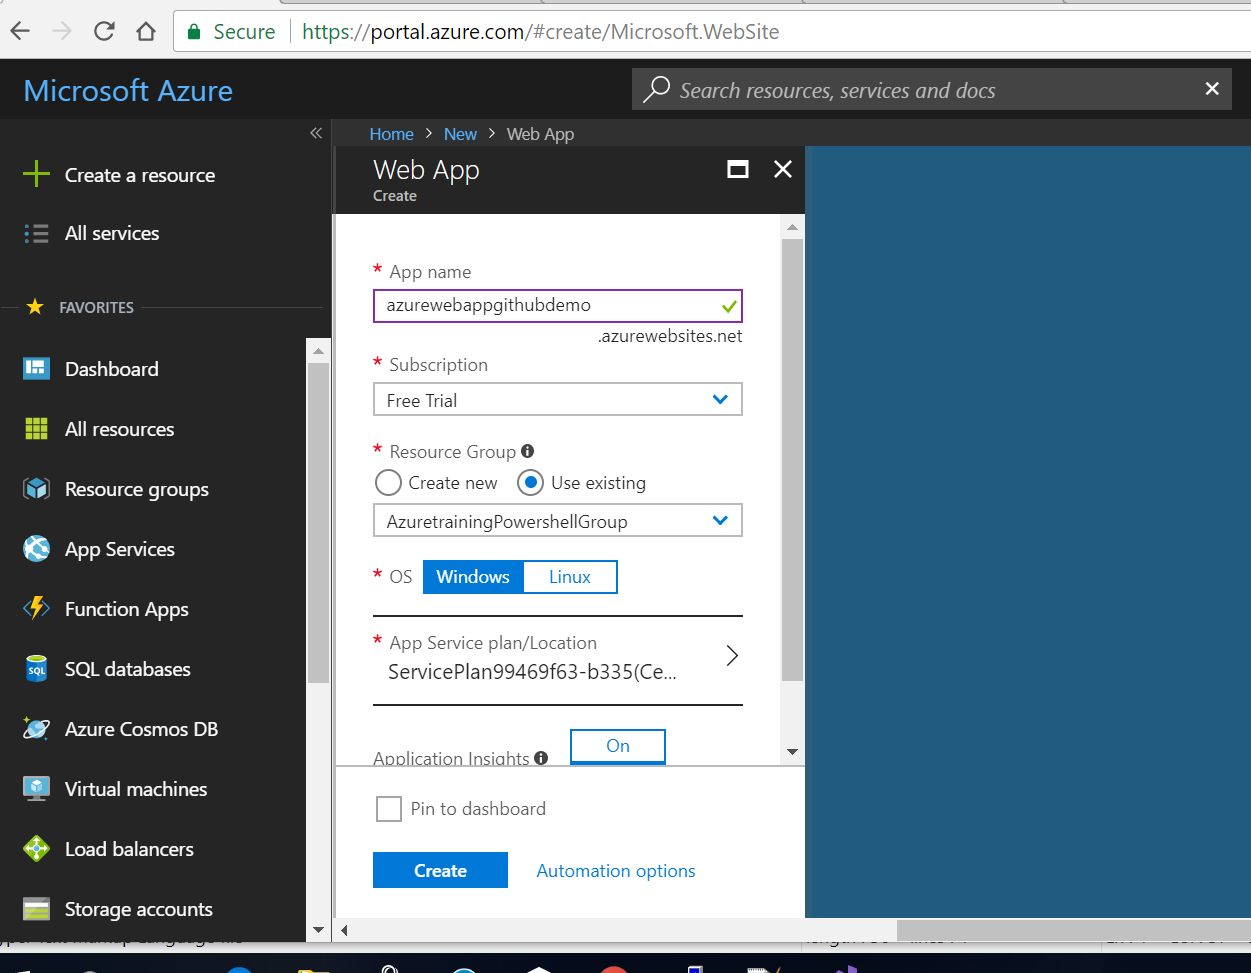 Secure https://portal.azure.com/#create/Microsoft.WebSite
Microsoft Azure
Search resources, services and docs
Home > New > Web App
Web App
Create
Create a resource
All services
FAVORITES
Dashboard
All resources
Resource groups
App Services
Function Apps
SQL databases
Azure Cosmos DB
Virtual machines
Load balancers
Storage accounts
* App name
azurewebappgithubdemo
.azurewebsites.net
* Subscription
Free Trial
* Resource Group
Create new Use existing
AzuretrainingPowershellGroup
* OS Windows Linux
* App Service plan/Location
ServicePlan99469f63-b335(Ce...
Application Insights On
Pin to dashboard
Create Automation options